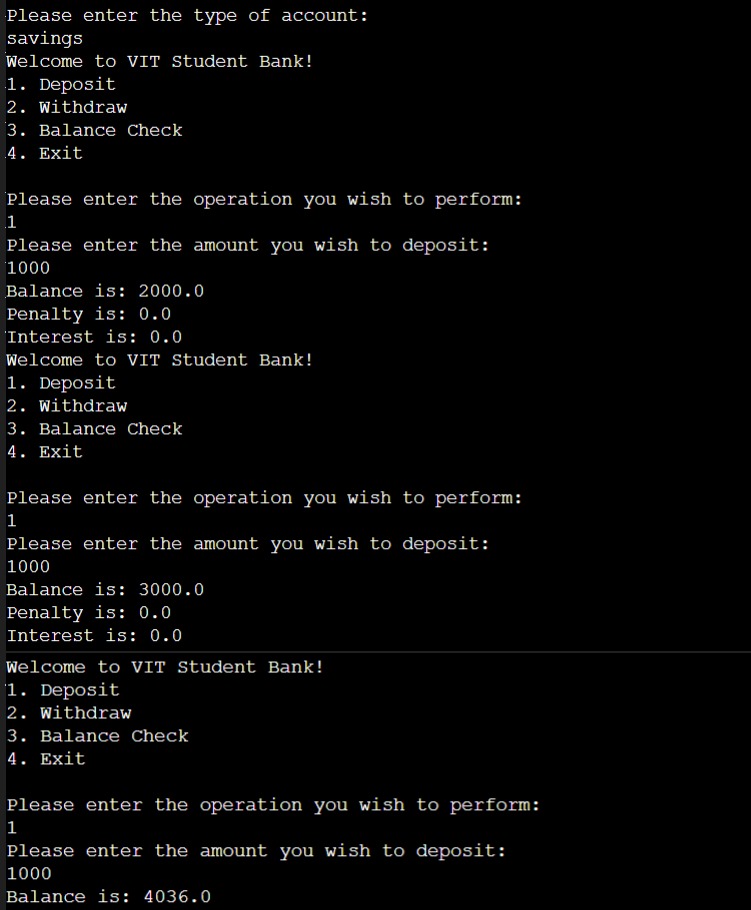 Please enter the type of account:
savings
Welcome to VIT Student Bank!
1. Deposit
2. Withdraw
3. Balance Check
4. Exit
Please enter the operation you wish to perform:
1
Please enter the amount you wish to deposit:
1000
Balance is: 2000.0
Penalty is: 0.0
Interest is: 0.0
Welcome to VIT Student Bank!
1. Deposit
2. Withdraw
3. Balance Check
4. Exit
Please enter the operation you wish to perform:
1
Please enter the amount you wish to deposit:
1000
Balance is: 3000.0
Penalty is: 0.0
Interest is: 0.0
Welcome to VIT Student Bank!
1. Deposit
2. Withdraw
3. Balance Check
4. Exit
Please enter the operation you wish to perform:
1
Please enter the amount you wish to deposit:
1000
Balance is: 4036.0